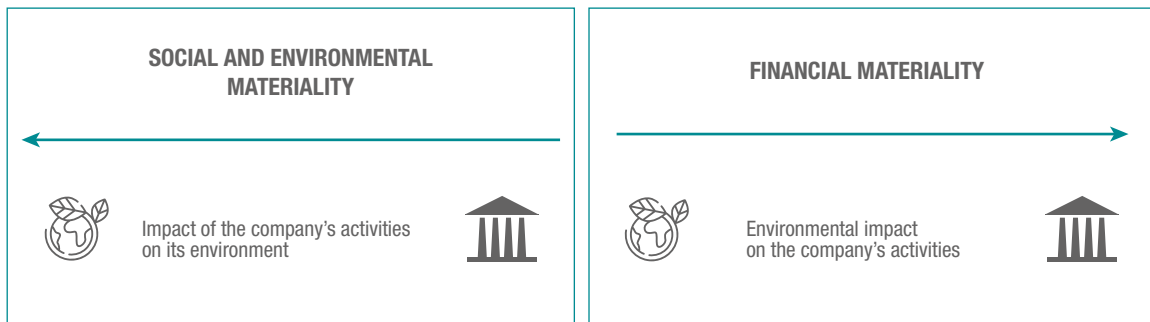 SOCIAL AND ENVIRONMENTAL
MATERIALITY
Impact of the company’s activities
on its environment
FINANCIAL MATERIALITY
Environmental impact
on the company’s activities